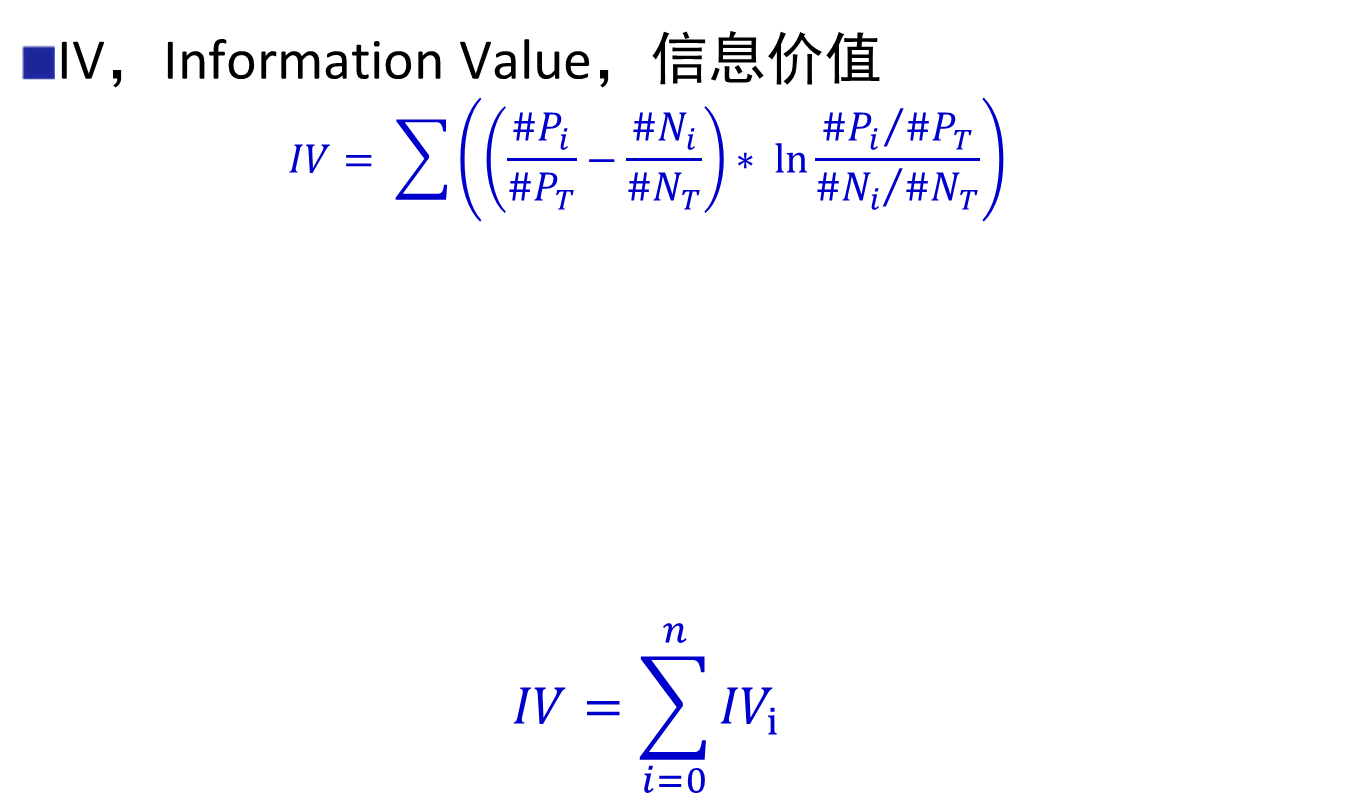 ■IV，Information Value，信息价值
IV = ∑((#P_i/#P_T − #N_i/#N_T) * ln (#P_i/#P_T)/(#N_i/#N_T))
IV = ∑_{i=0}^{n} IV_i